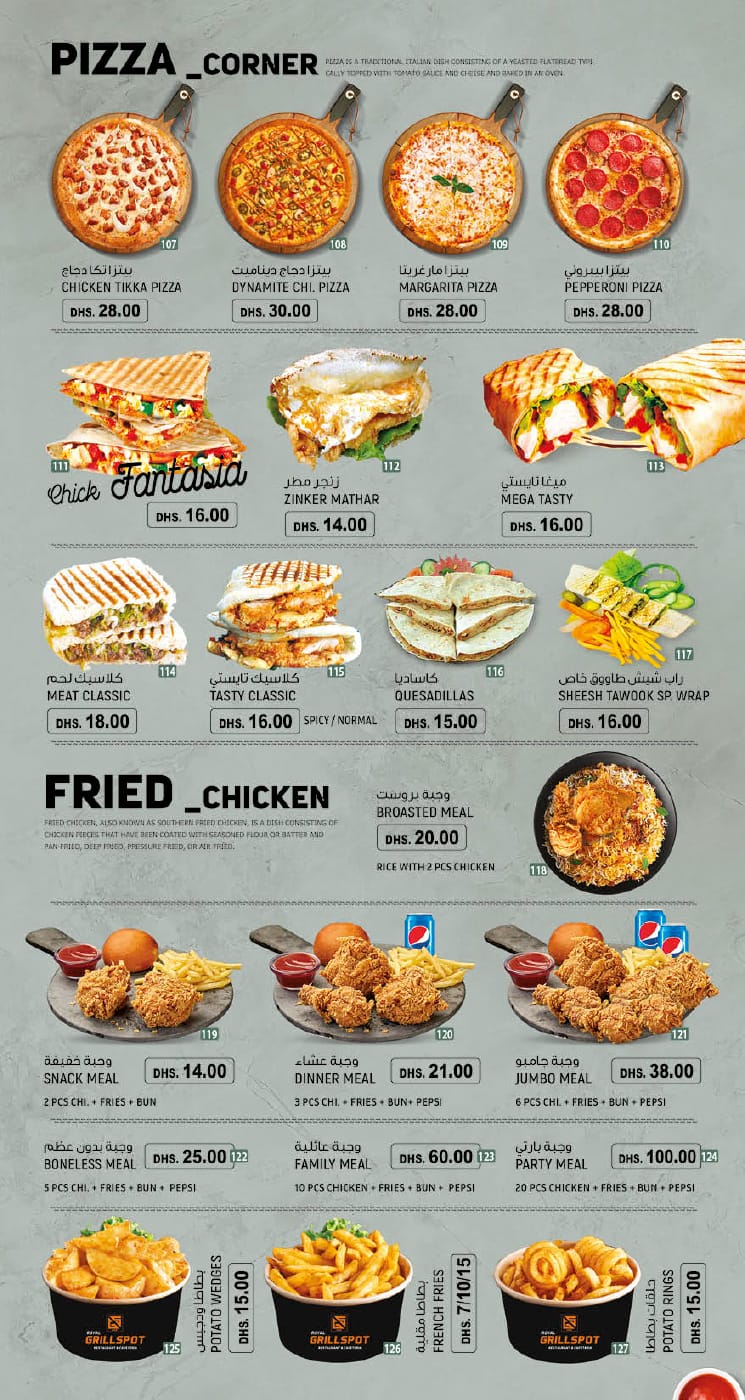 PIZZA _CORNER
PIZZA IS A TRADITIONAL ITALIAN DISH CONSISTING OF A YEASTED FLATBREAD TYPI-
CALLY TOPPED WITH TOMATO SAUCE AND CHEESE AND BAKED IN AN OVEN.
107
108
109
110
بيتزا تكا دجاج
CHICKEN TIKKA PIZZA
DHS. 28.00
بيتزا دجاج ديناميت
DYNAMITE CHI. PIZZA
DHS. 30.00
بيتزا مارغريتا
MARGARITA PIZZA
DHS. 28.00
بيتزا بيبروني
PEPPERONI PIZZA
DHS. 28.00
111
Chick Fantasia
DHS. 16.00
112
زنجر مطر
ZINKER MATHAR
DHS. 14.00
113
ميغا تايستي
MEGA TASTY
DHS. 16.00
114
كلاسيك لحم
MEAT CLASSIC
DHS. 18.00
115
كلاسيك تايستي
TASTY CLASSIC
DHS. 16.00 SPICY / NORMAL
116
كاساديا
QUESADILLAS
DHS. 15.00
117
راب شيش طاووق خاص
SHEESH TAWOOK SP. WRAP
DHS. 16.00
FRIED _CHICKEN
FRIED CHICKEN, ALSO KNOWN AS SOUTHERN FRIED CHICKEN, IS A DISH CONSISTING OF
CHICKEN PIECES THAT HAVE BEEN COATED WITH SEASONED FLOUR OR BATTER AND
PAN-FRIED, DEEP FRIED, PRESSURE FRIED, OR AIR FRIED.
وجبة بروست
BROASTED MEAL
DHS. 20.00
RICE WITH 2 PCS CHICKEN
118
119
وجبة خفيفة
SNACK MEAL
DHS. 14.00
2 PCS CHI. + FRIES + BUN
120
وجبة عشاء
DINNER MEAL
DHS. 21.00
3 PCS CHI. + FRIES + BUN+ PEPSI
121
وجبة جامبو
JUMBO MEAL
DHS. 38.00
6 PCS CHI. + FRIES + BUN + PEPSI
وجبة بدون عظم
BONELESS MEAL
DHS. 25.00 122
5 PCS CHI. + FRIES + BUN + PEPSI
وجبة عائلية
FAMILY MEAL
DHS. 60.00 123
10 PCS CHICKEN + FRIES + BUN + PEPSI
وجبة بارتي
PARTY MEAL
DHS. 100.00 124
20 PCS CHICKEN + FRIES + BUN + PEPSI
ROYAL
GRILLSPOT
RESTAURANT & CAFETERIA
125
بطاطا ودجيس
POTATO WEDGES
DHS. 15.00
ROYAL
GRILLSPOT
RESTAURANT & CAFETERIA
126
بطاطا مقلية
FRENCH FRIES
DHS. 7/10/15
ROYAL
GRILLSPOT
RESTAURANT & CAFETERIA
127
حلقات بطاطا
POTATO RINGS
DHS. 15.00